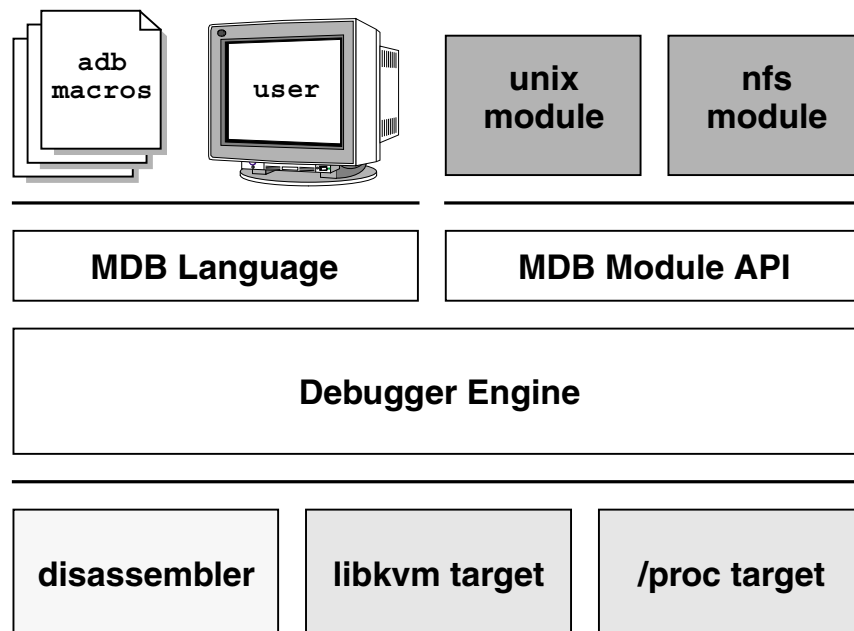 adb
macros
user
unix
module
nfs
module
MDB Language
MDB Module API
Debugger Engine
disassembler
libkvm target
/proc target